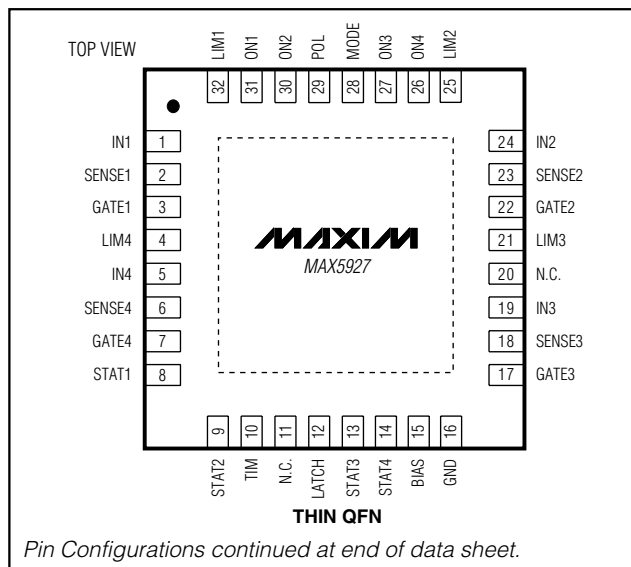 TOP VIEW
LIM1
ON1
ON2
POL
MODE
ON3
ON4
LIM2
32
31
30
29
28
27
26
25
IN1 1
SENSE1 2
GATE1 3
LIM4 4
IN4 5
SENSE4 6
GATE4 7
STAT1 8
MAXIM
MAX5927
24 IN2
23 SENSE2
22 GATE2
21 LIM3
20 N.C.
19 IN3
18 SENSE3
17 GATE3
9
10
11
12
13
14
15
16
STAT2
TIM
N.C.
LATCH
STAT3
STAT4
BIAS
GND
THIN QFN
Pin Configurations continued at end of data sheet.